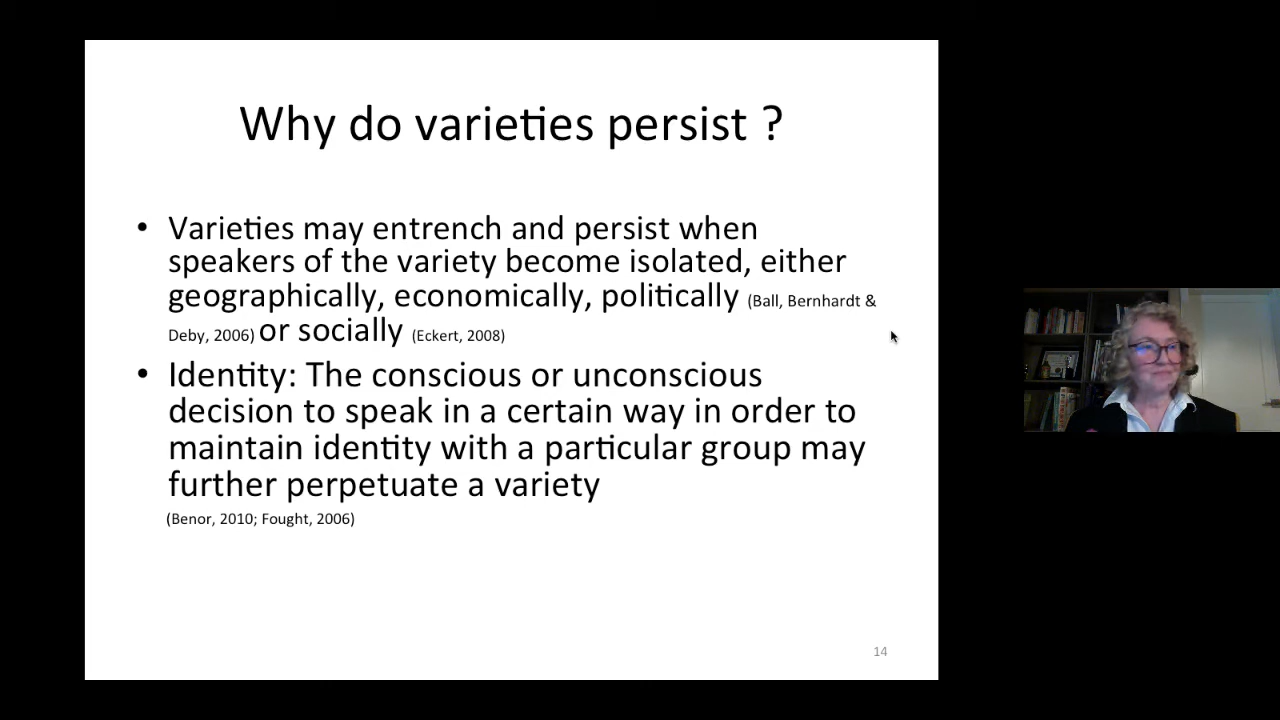 Why do varieties persist ?
• Varieties may entrench and persist when
speakers of the variety become isolated, either
geographically, economically, politically (Ball, Bernhardt &
Deby, 2006) or socially (Eckert, 2008)
• Identity: The conscious or unconscious
decision to speak in a certain way in order to
maintain identity with a particular group may
further perpetuate a variety
(Benor, 2010; Fought, 2006)
14